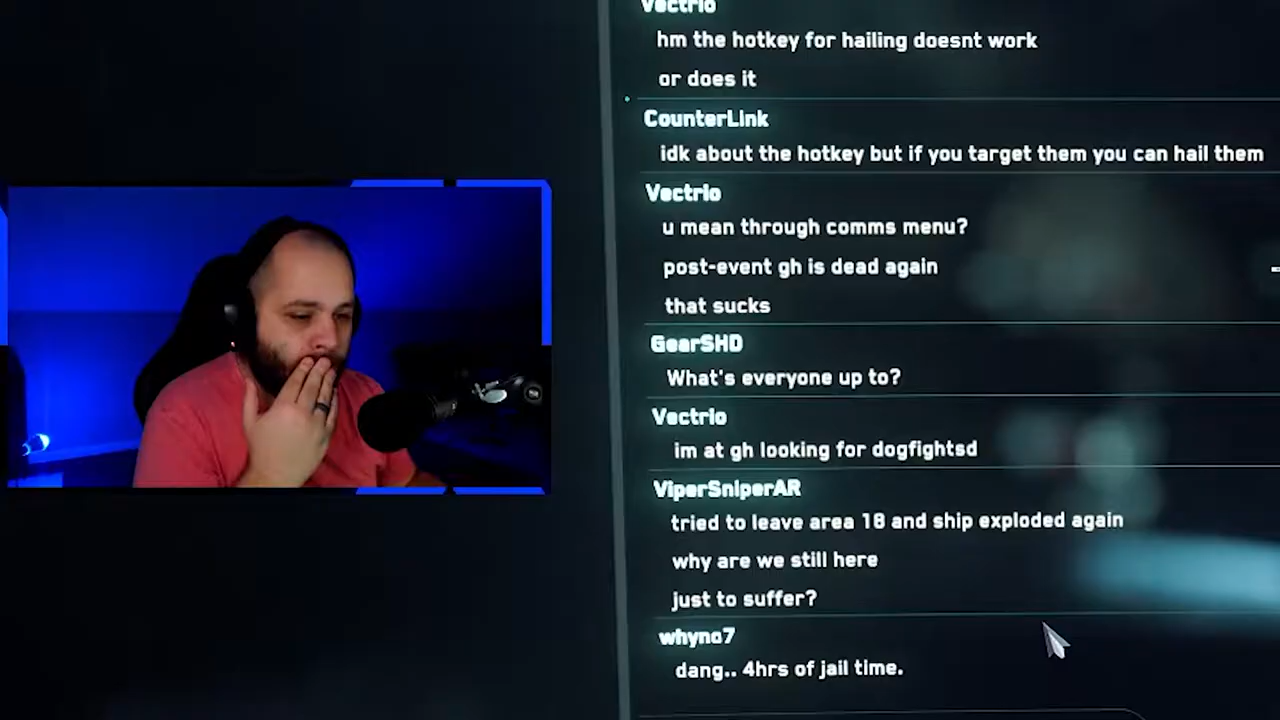 Vectrio
hm the hotkey for hailing doesnt work
or does it
CounterLink
idk about the hotkey but if you target them you can hail them
Vectrio
u mean through comms menu?
post-event gh is dead again
that sucks
GearSHD
What's everyone up to?
Vectrio
im at gh looking for dogfightsd
ViperSniperAR
tried to leave area 18 and ship exploded again
why are we still here
just to suffer?
whyno7
dang.. 4hrs of jail time.